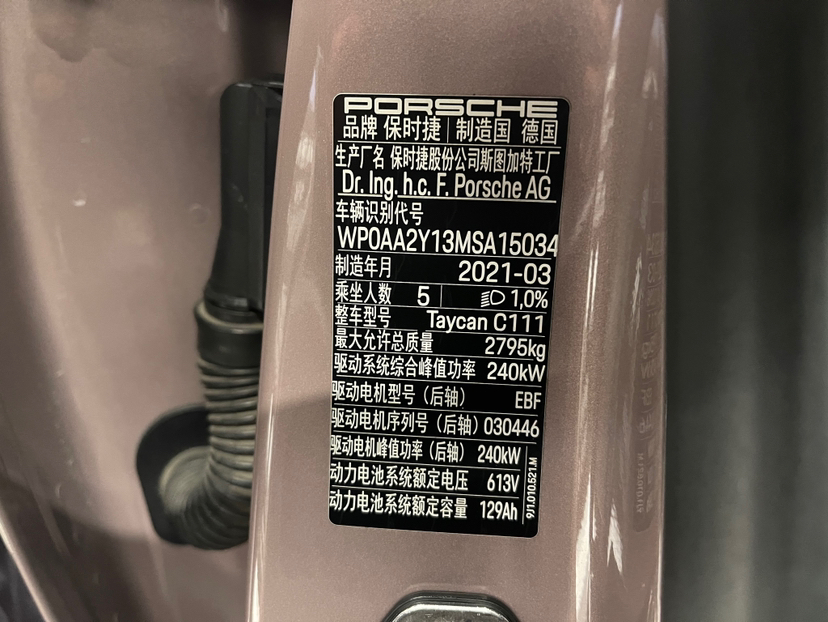 PORSCHE
品牌 保时捷 制造国 德国
生产厂名 保时捷股份公司斯图加特工厂
Dr. Ing. h.c. F. Porsche AG
车辆识别代号
WP0AA2Y13MSA15034
制造年月 2021-03
乘坐人数 5 1,0%
整车型号 Taycan C111
最大允许总质量 2795kg
驱动系统综合峰值功率 240kW
驱动电机型号（后轴） EBF
驱动电机序列号（后轴）030446
驱动电机峰值功率（后轴） 240kW
动力电池系统额定电压 613V
动力电池系统额定容量 129Ah
9J1.010.521.M